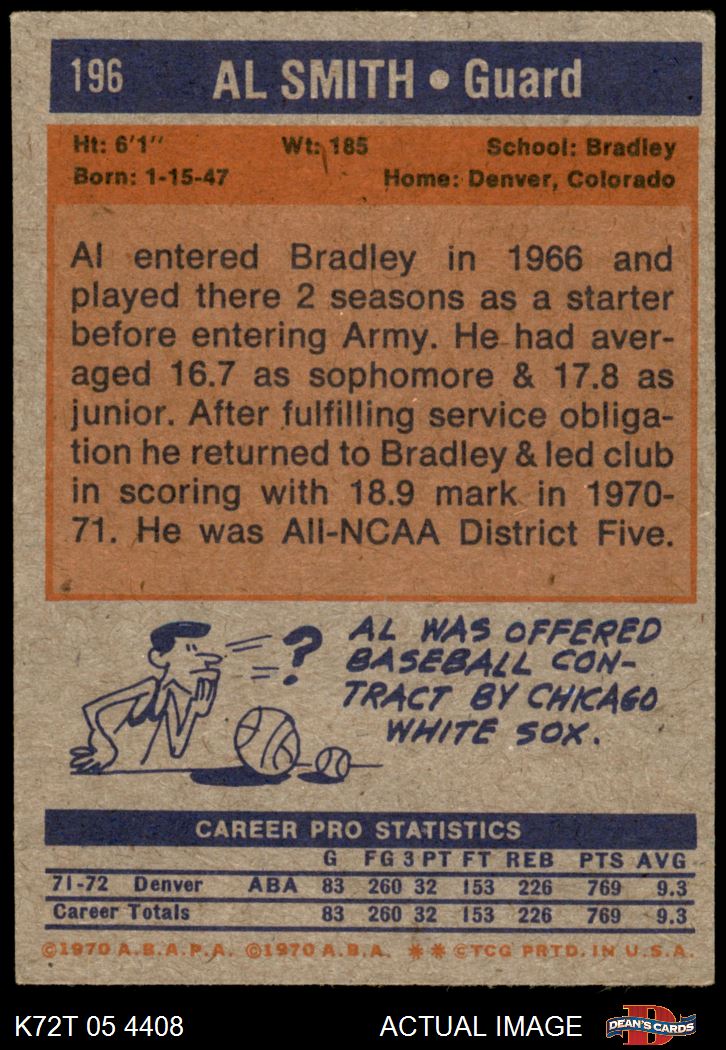 196 AL SMITH • Guard
Ht: 6'1" Wt: 185 School: Bradley
Born: 1-15-47 Home: Denver, Colorado
Al entered Bradley in 1966 and
played there 2 seasons as a starter
before entering Army. He had aver-
aged 16.7 as sophomore & 17.8 as
junior. After fulfilling service obliga-
tion he returned to Bradley & led club
in scoring with 18.9 mark in 1970-
71. He was All-NCAA District Five.
?
AL WAS OFFERED
BASEBALL CON-
TRACT BY CHICAGO
WHITE SOX.
CAREER PRO STATISTICS
G FG 3 PT FT REB PTS AVG
71-72 Denver ABA 83 260 32 153 226 769 9.3
Career Totals 83 260 32 153 226 769 9.3
©1970 A.B.A.P.A. ©1970 A.B.A. ** ©TCG PRTD. IN U.S.A.
K72T 05 4408 ACTUAL IMAGE D DEAN'S CARDS